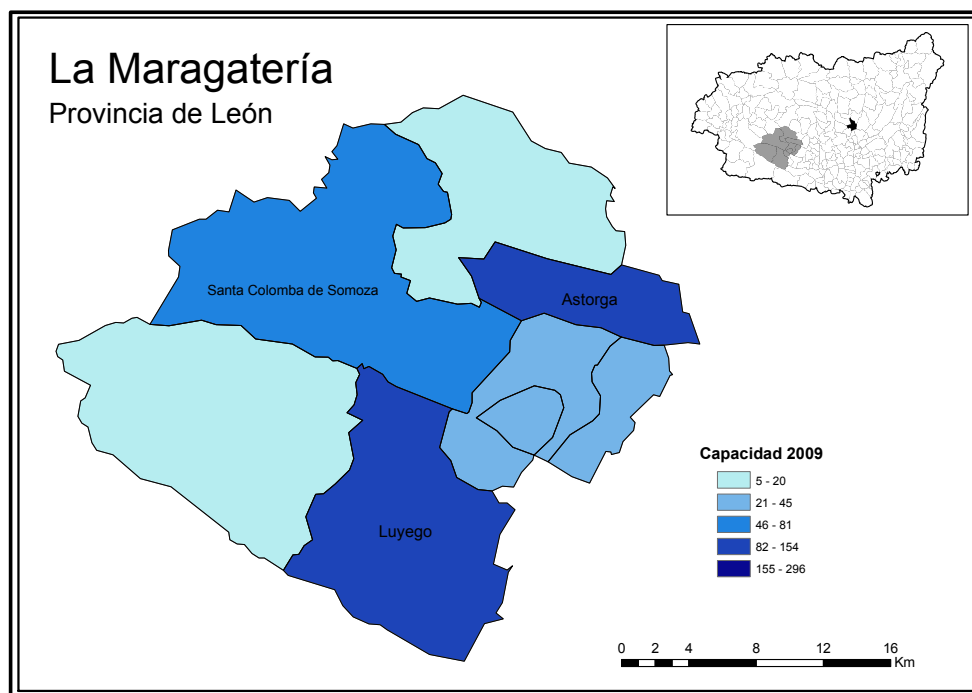 La Maragatería
Provincia de León
Santa Colomba de Somoza
Astorga
Luyego
Capacidad 2009
5 - 20
21 - 45
46 - 81
82 - 154
155 - 296
0 2 4 8 12 16
Km